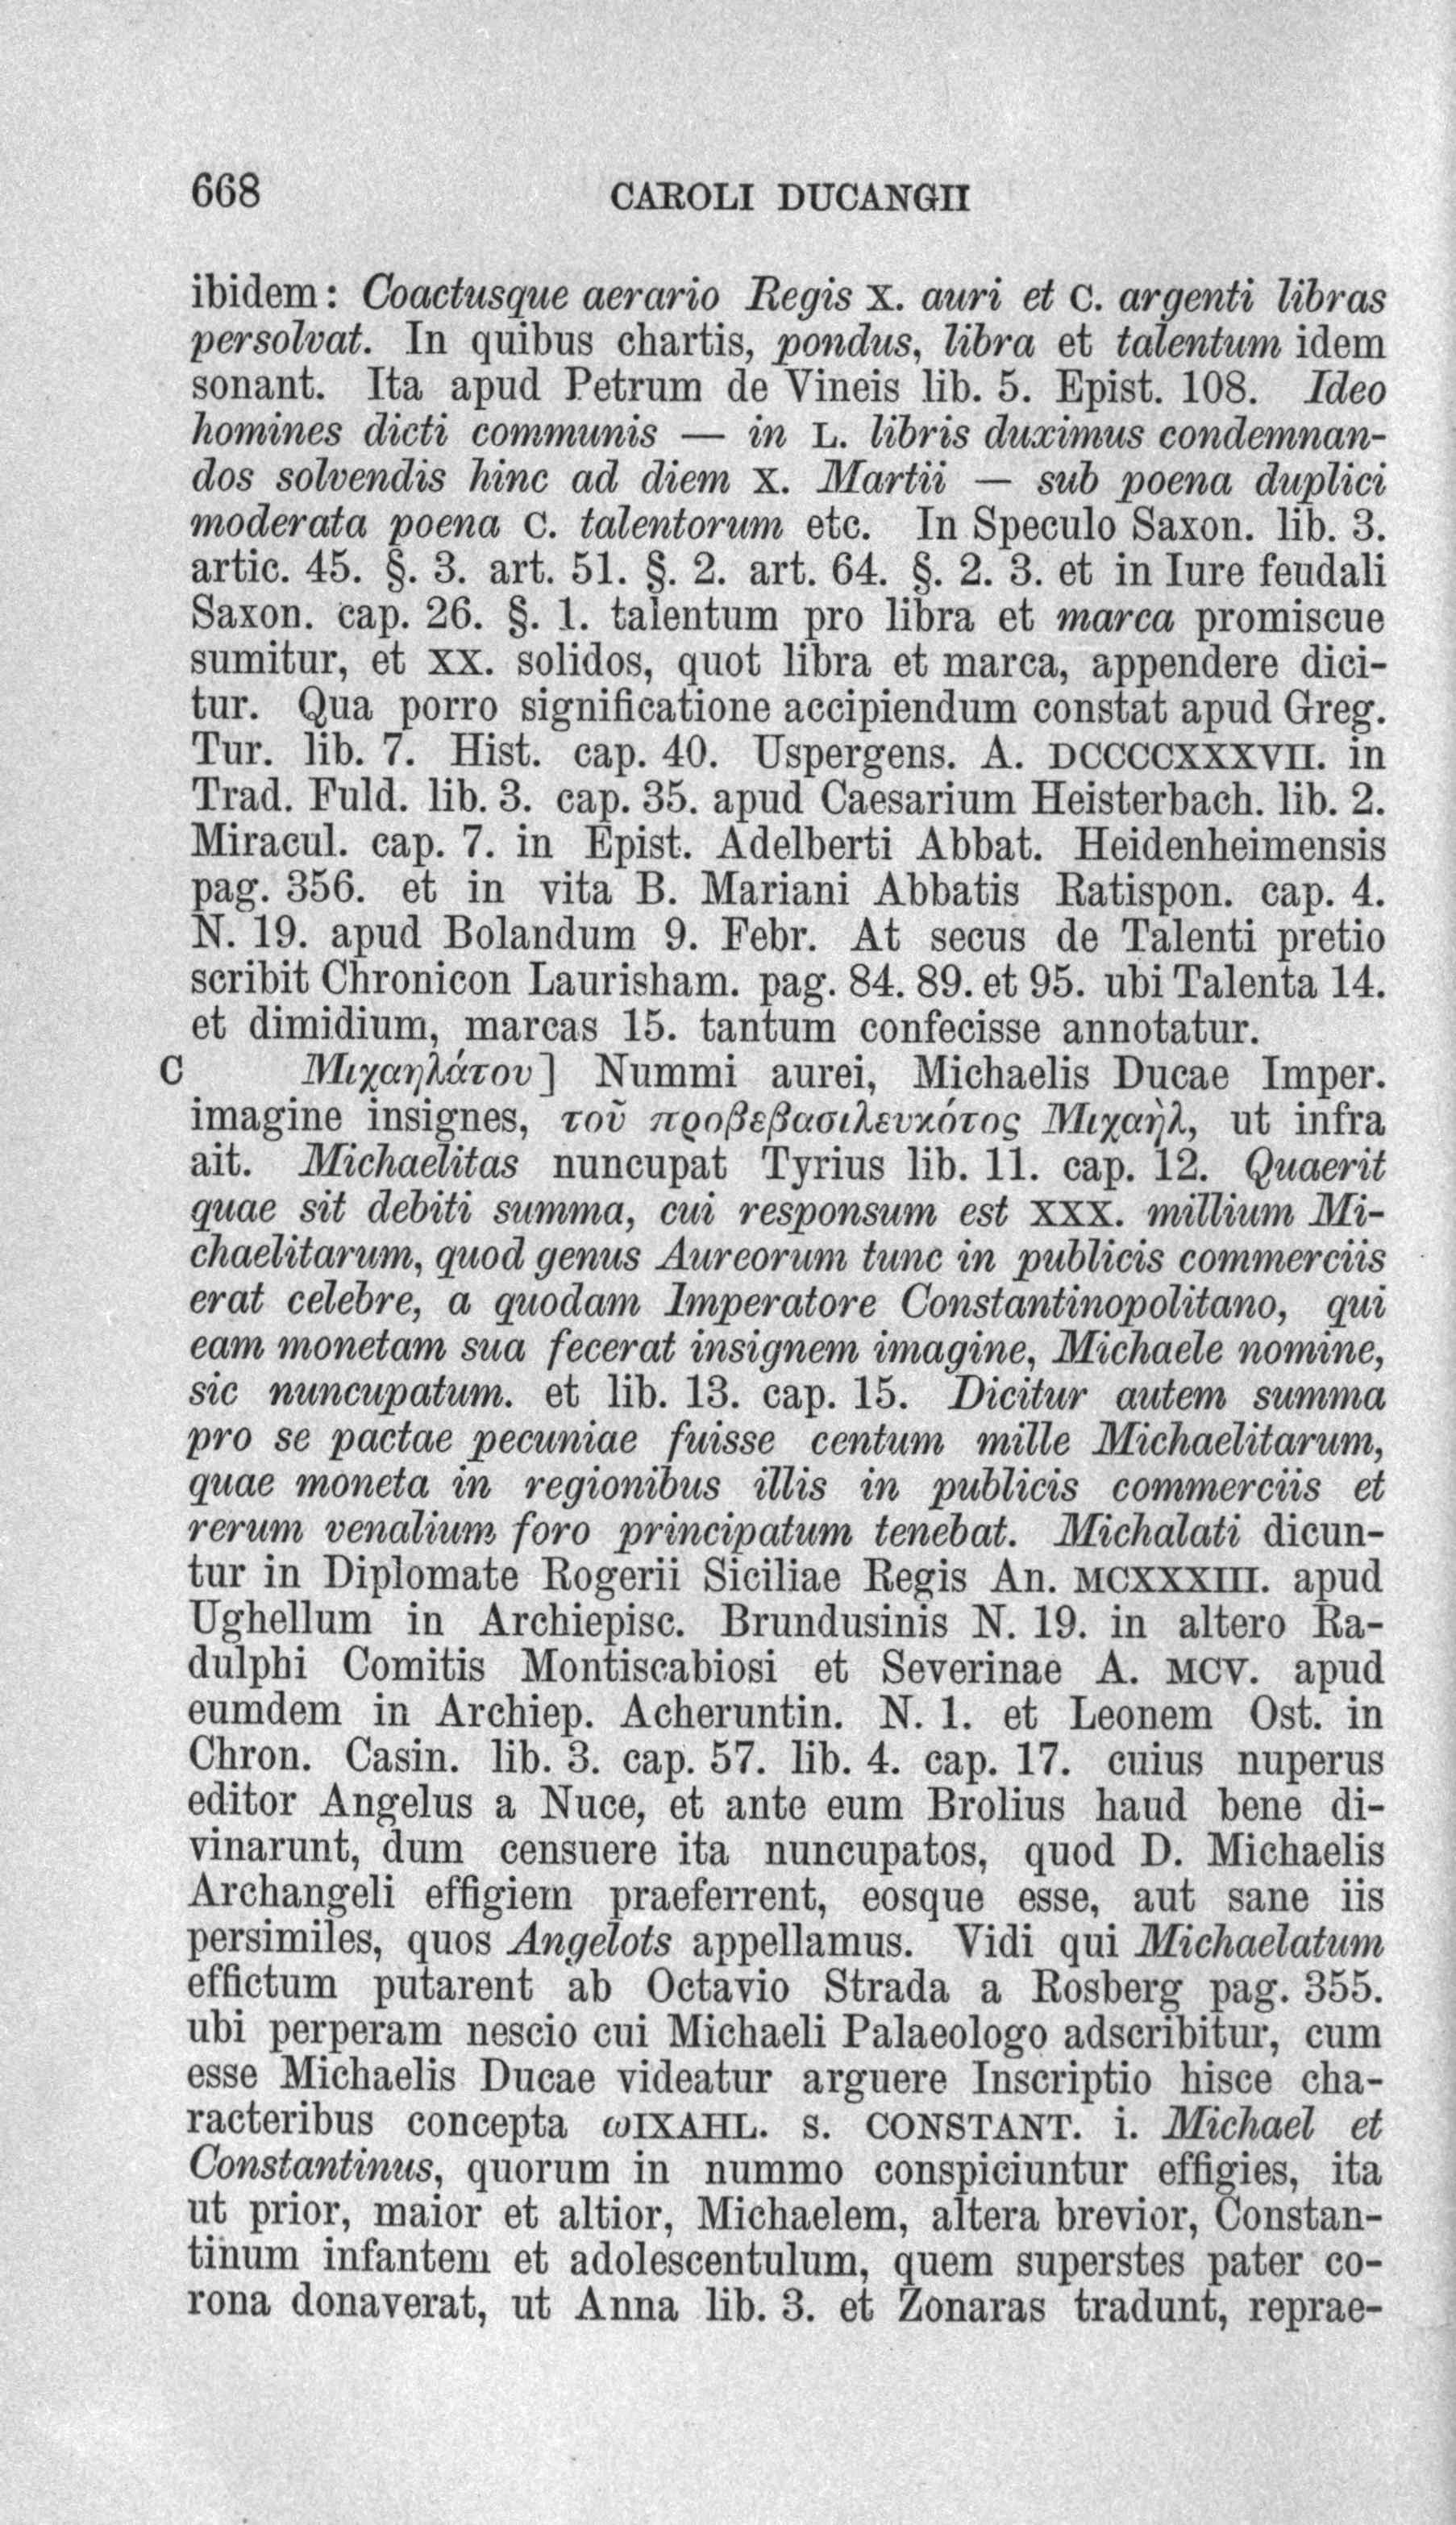 668 CAROLI DUCANGII
ibidem: Coactusque aerario Regis X. auri et C. argenti libras
persolvat. In quibus chartis, pondus, libra et talentum idem
sonant. Ita apud Petrum de Vineis lib. 5. Epist. 108. Ideo
homines dicti communis — in L. libris duximus condemnan-
dos solvendis hinc ad diem X. Martii — sub poena duplici
moderata poena C. talentorum etc. In Speculo Saxon. lib. 3.
artic. 45. §. 3. art. 51. §. 2. art. 64. §. 2. 3. et in Iure feudali
Saxon. cap. 26. §. 1. talentum pro libra et marca promiscue
sumitur, et XX. solidos, quot libra et marca, appendere dici-
tur. Qua porro significatione accipiendum constat apud Greg.
Tur. lib. 7. Hist. cap. 40. Uspergens. A. DCCCCXXXVII. in
Trad. Fuld. lib. 3. cap. 35. apud Caesarium Heisterbach. lib. 2.
Miracul. cap. 7. in Epist. Adelberti Abbat. Heidenheimensis
pag. 356. et in vita B. Mariani Abbatis Ratispon. cap. 4.
N. 19. apud Bolandum 9. Febr. At secus de Talenti pretio
scribit Chronicon Laurisham. pag. 84. 89. et 95. ubi Talenta 14.
et dimidium, marcas 15. tantum confecisse annotatur.
C Μιχαηλάτου] Nummi aurei, Michaelis Ducae Imper.
imagine insignes, τοῦ προβεβασιλευκότος Μιχαὴλ, ut infra
ait. Michaelitas nuncupat Tyrius lib. 11. cap. 12. Quaerit
quae sit debiti summa, cui responsum est XXX. millium Mi-
chaelitarum, quod genus Aureorum tunc in publicis commerciis
erat celebre, a quodam Imperatore Constantinopolitano, qui
eam monetam sua fecerat insignem imagine, Michaele nomine,
sic nuncupatum. et lib. 13. cap. 15. Dicitur autem summa
pro se pactae pecuniae fuisse centum mille Michaelitarum,
quae moneta in regionibus illis in publicis commerciis et
rerum venalium foro principatum tenebat. Michalati dicun-
tur in Diplomate Rogerii Siciliae Regis An. MCXXXIII. apud
Ughellum in Archiepisc. Brundusinis N. 19. in altero Ra-
dulphi Comitis Montiscabiosi et Severinae A. MCV. apud
eumdem in Archiep. Acheruntin. N. 1. et Leonem Ost. in
Chron. Casin. lib. 3. cap. 57. lib. 4. cap. 17. cuius nuperus
editor Angelus a Nuce, et ante eum Brolius haud bene di-
vinarunt, dum censuere ita nuncupatos, quod D. Michaelis
Archangeli effigiem praeferrent, eosque esse, aut sane iis
persimiles, quos Angelots appellamus. Vidi qui Michaelatum
effictum putarent ab Octavio Strada a Rosberg pag. 355.
ubi perperam nescio cui Michaeli Palaeologo adscribitur, cum
esse Michaelis Ducae videatur arguere Inscriptio hisce cha-
racteribus concepta ωIXAHL. S. CONSTANT. i. Michael et
Constantinus, quorum in nummo conspiciuntur effigies, ita
ut prior, maior et altior, Michaelem, altera brevior, Constan-
tinum infantem et adolescentulum, quem superstes pater co-
rona donaverat, ut Anna lib. 3. et Zonaras tradunt, reprae-